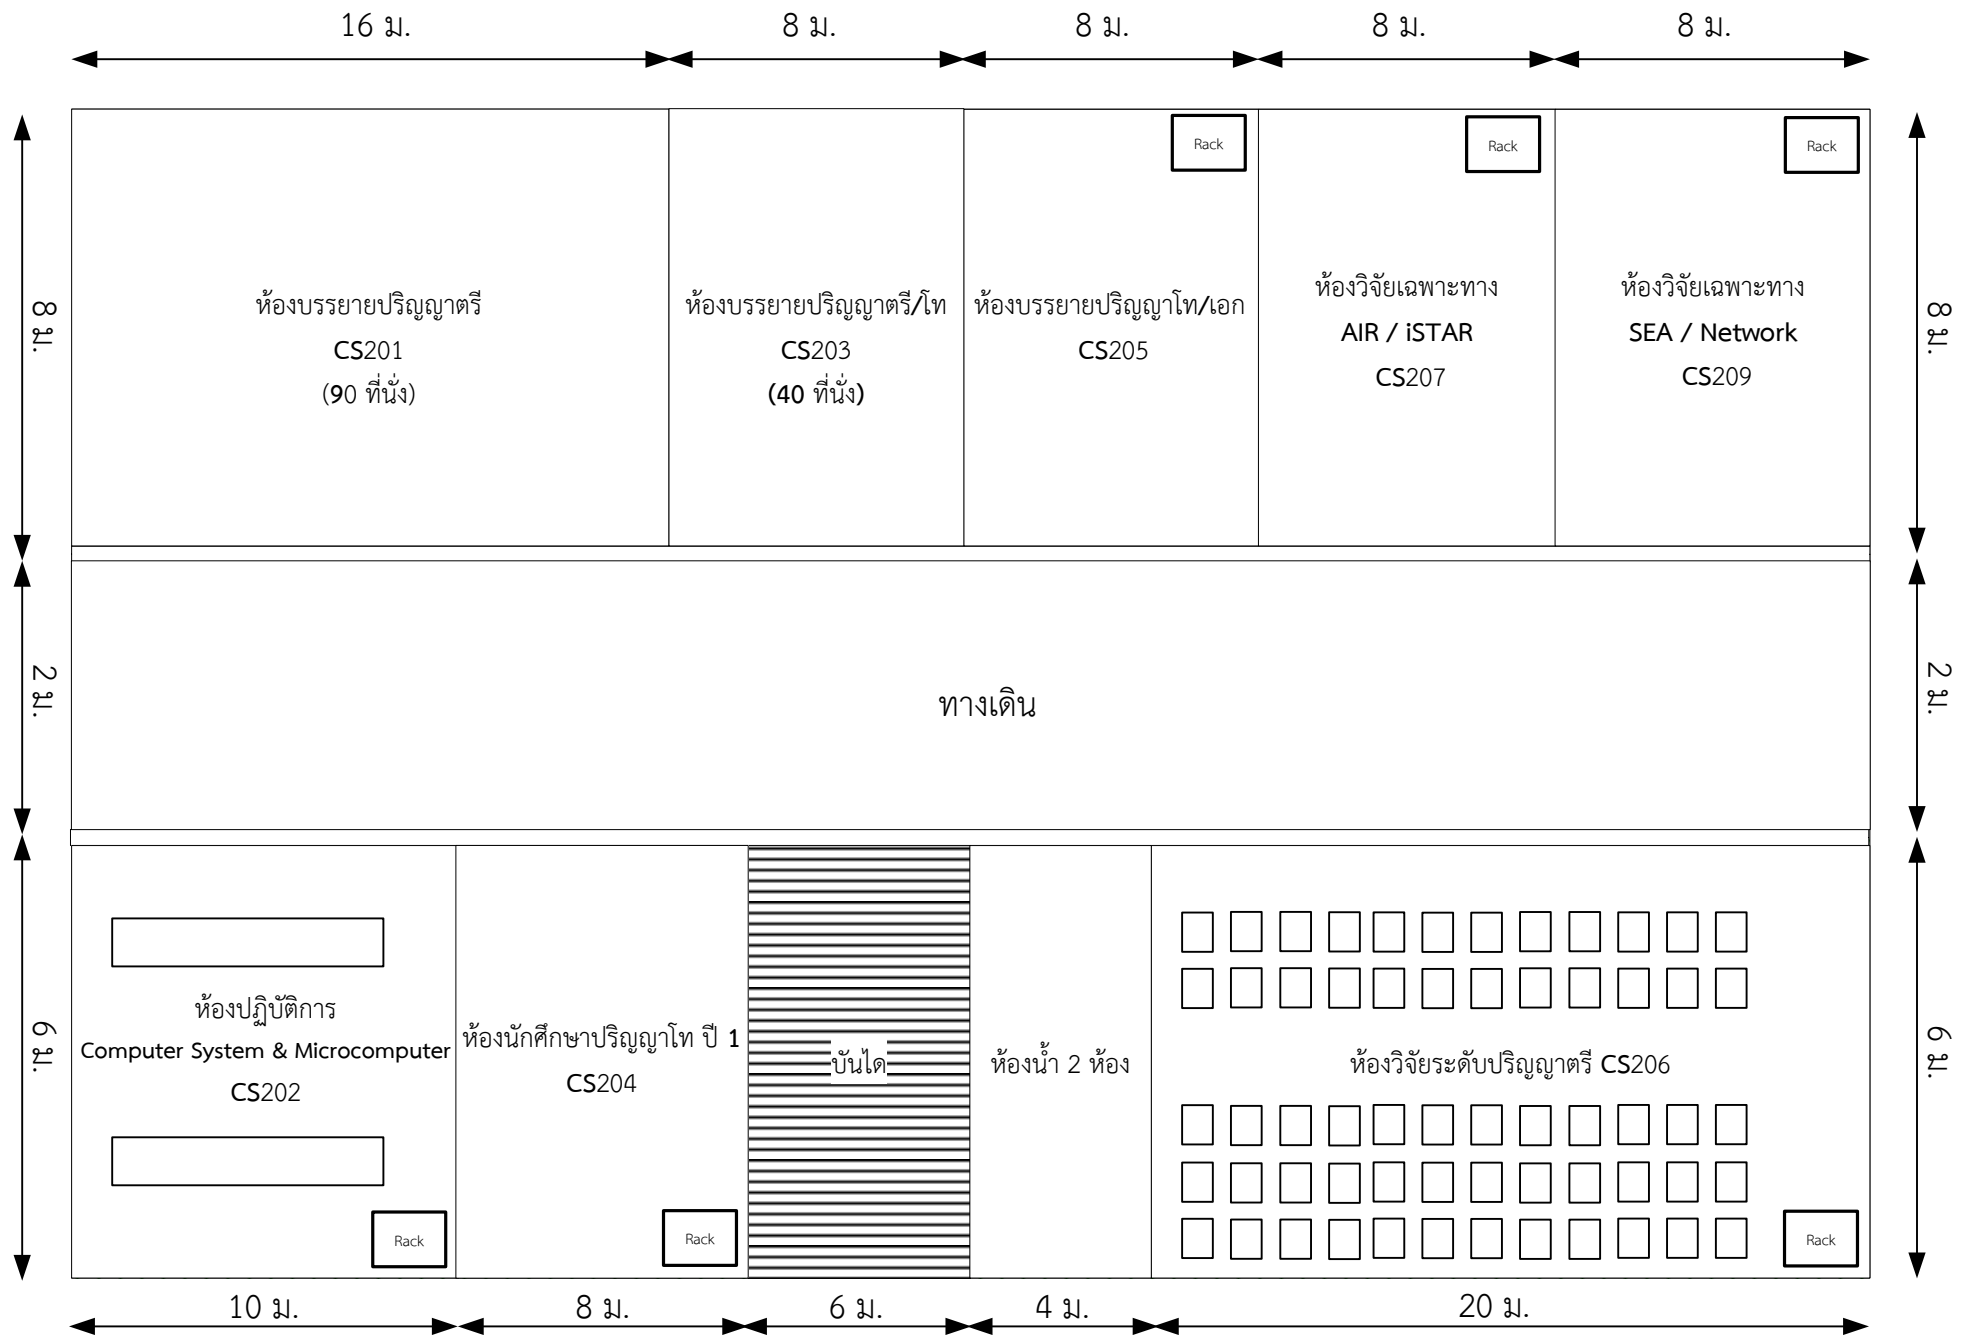 16 ม.
8 ม.
8 ม.
8 ม.
8 ม.
Rack
Rack
Rack
8 ม.
ห้องบรรยายปริญญาตรี
CS201
(90 ที่นั่ง)
ห้องบรรยายปริญญาตรี/โท
CS203
(40 ที่นั่ง)
ห้องบรรยายปริญญาโท/เอก
CS205
ห้องวิจัยเฉพาะทาง
AIR / iSTAR
CS207
ห้องวิจัยเฉพาะทาง
SEA / Network
CS209
8 ม.
2 ม.
ทางเดิน
2 ม.
6 ม.
ห้องปฏิบัติการ
Computer System & Microcomputer
CS202
Rack
ห้องนักศึกษาปริญญาโท ปี 1
CS204
Rack
บันได
ห้องน้ำ 2 ห้อง
ห้องวิจัยระดับปริญญาตรี CS206
Rack
6 ม.
10 ม.
8 ม.
6 ม.
4 ม.
20 ม.